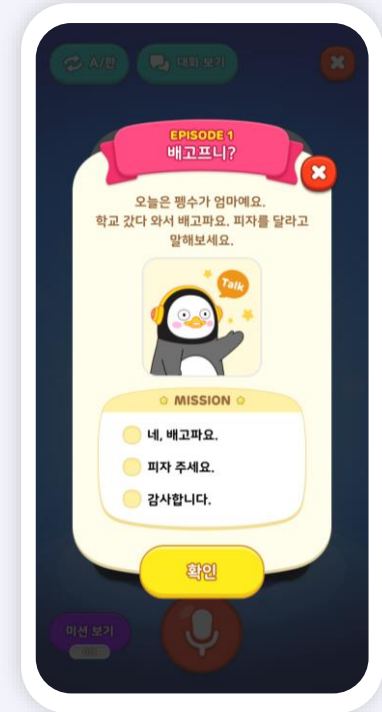 A/한
대화 보기
EPISODE 1
배고프니?
오늘은 펭수가 엄마예요.
학교 갔다 와서 배고파요. 피자를 달라고
말해보세요.
Talk
MISSION
네, 배고파요.
피자 주세요.
감사합니다.
확인
미션 보기